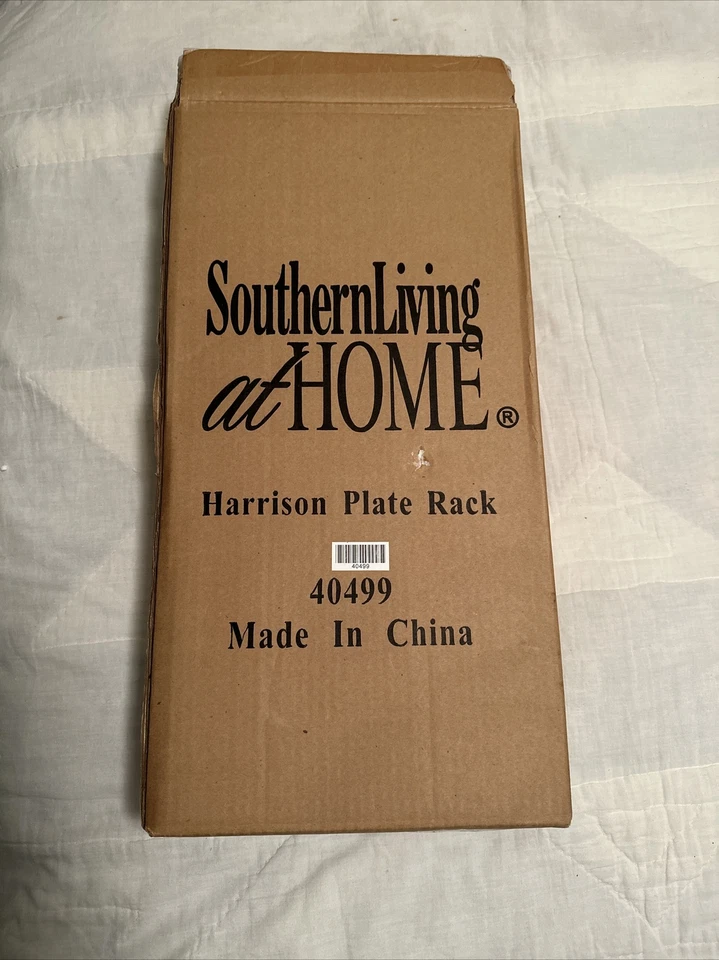 SouthernLiving
at HOME®
Harrison Plate Rack
40499
40499
Made In China